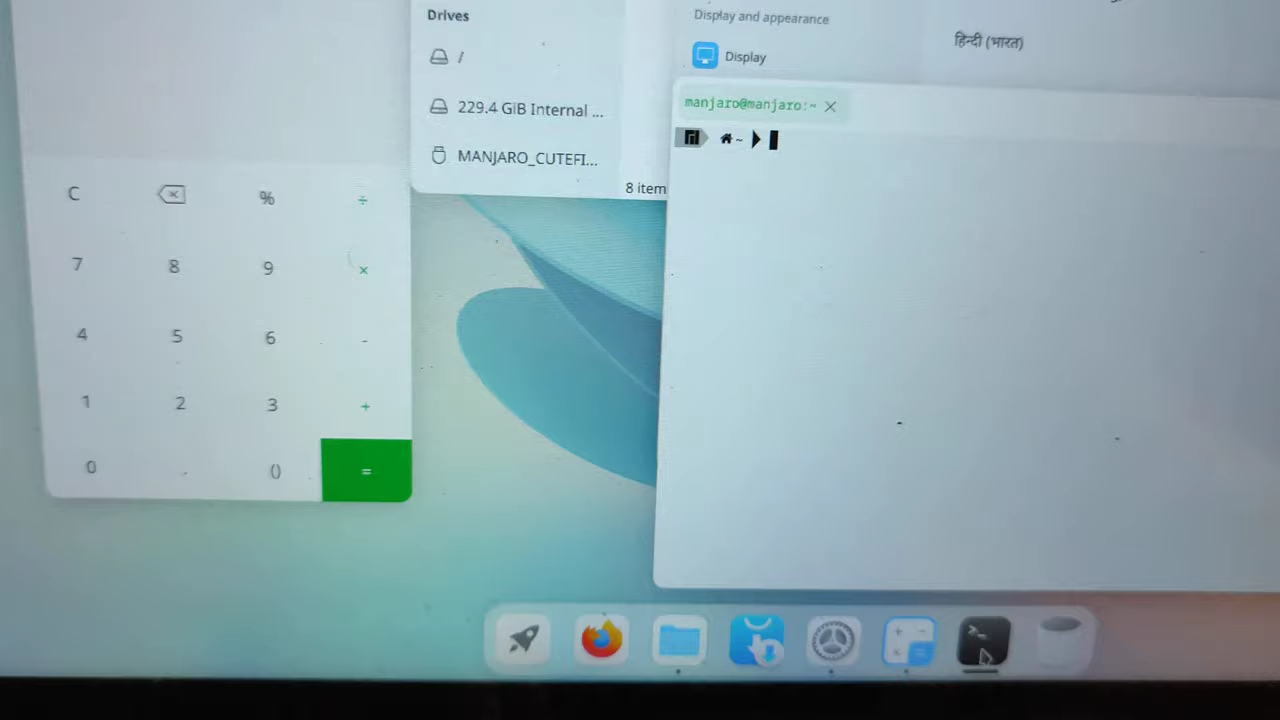 C
%
÷
7
8
9
×
4
5
6
-
1
2
3
+
0
.
()
=
Drives
/
229.4 GiB Internal ...
MANJARO_CUTEFI...
8 item
Display and appearance
Display
हिन्दी (भारत)
manjaro@manjaro:~
~